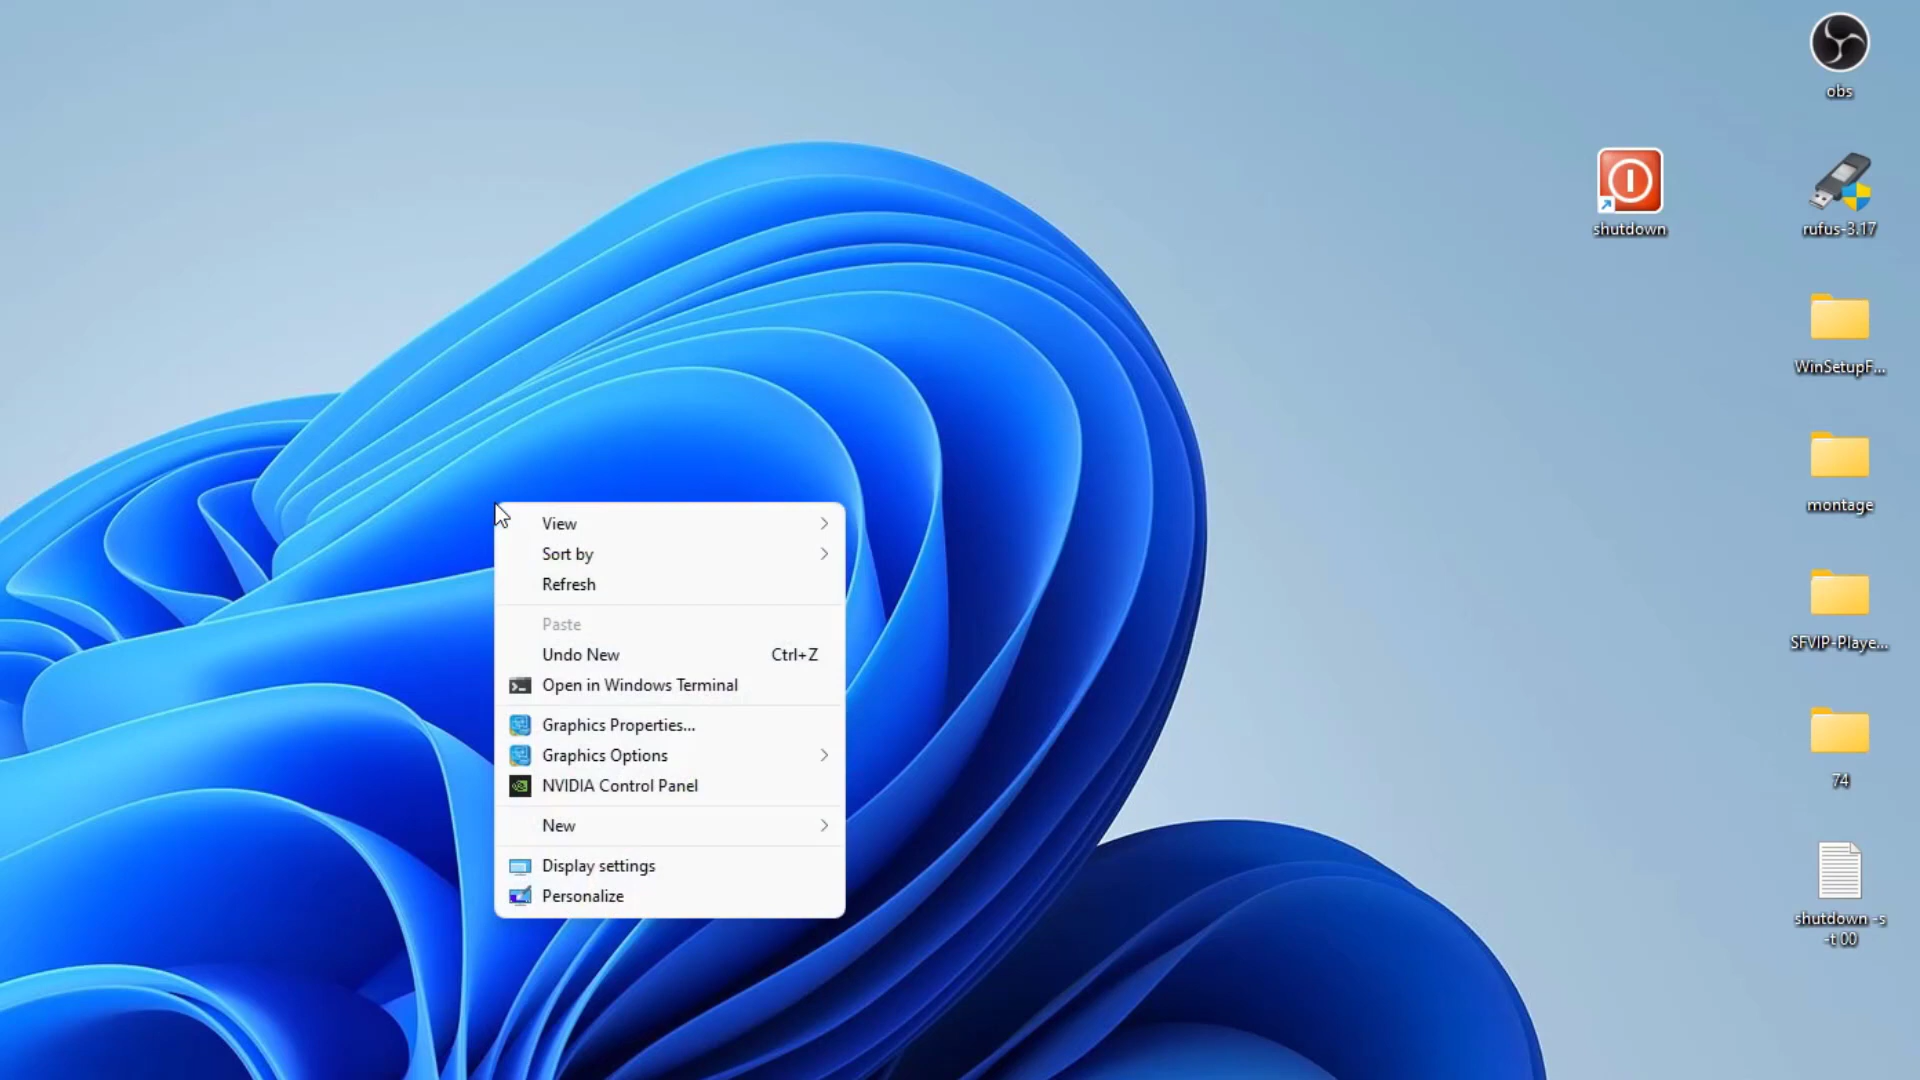 obs
shutdown
rufus-3.17
WinSetupF...
montage
SFVIP-Playe...
74
shutdown -s
-t 00
View
Sort by
Refresh
Paste
Undo New Ctrl+Z
Open in Windows Terminal
Graphics Properties...
Graphics Options
NVIDIA Control Panel
New
Display settings
Personalize